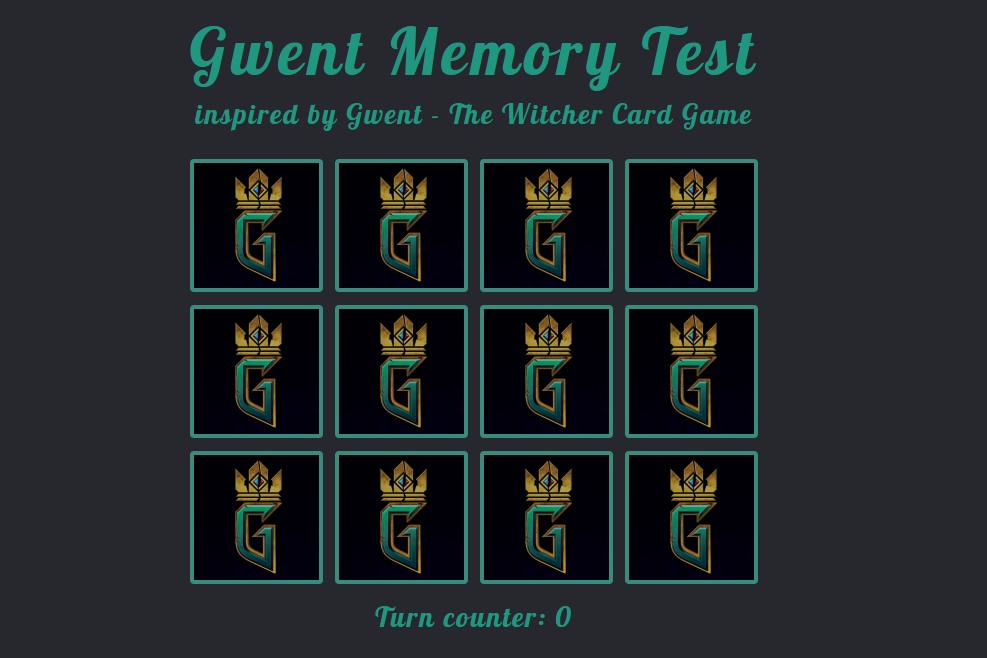 Gwent Memory Test
inspired by Gwent - The Witcher Card Game
G G G G
G G G G
G G G G
Turn counter: 0